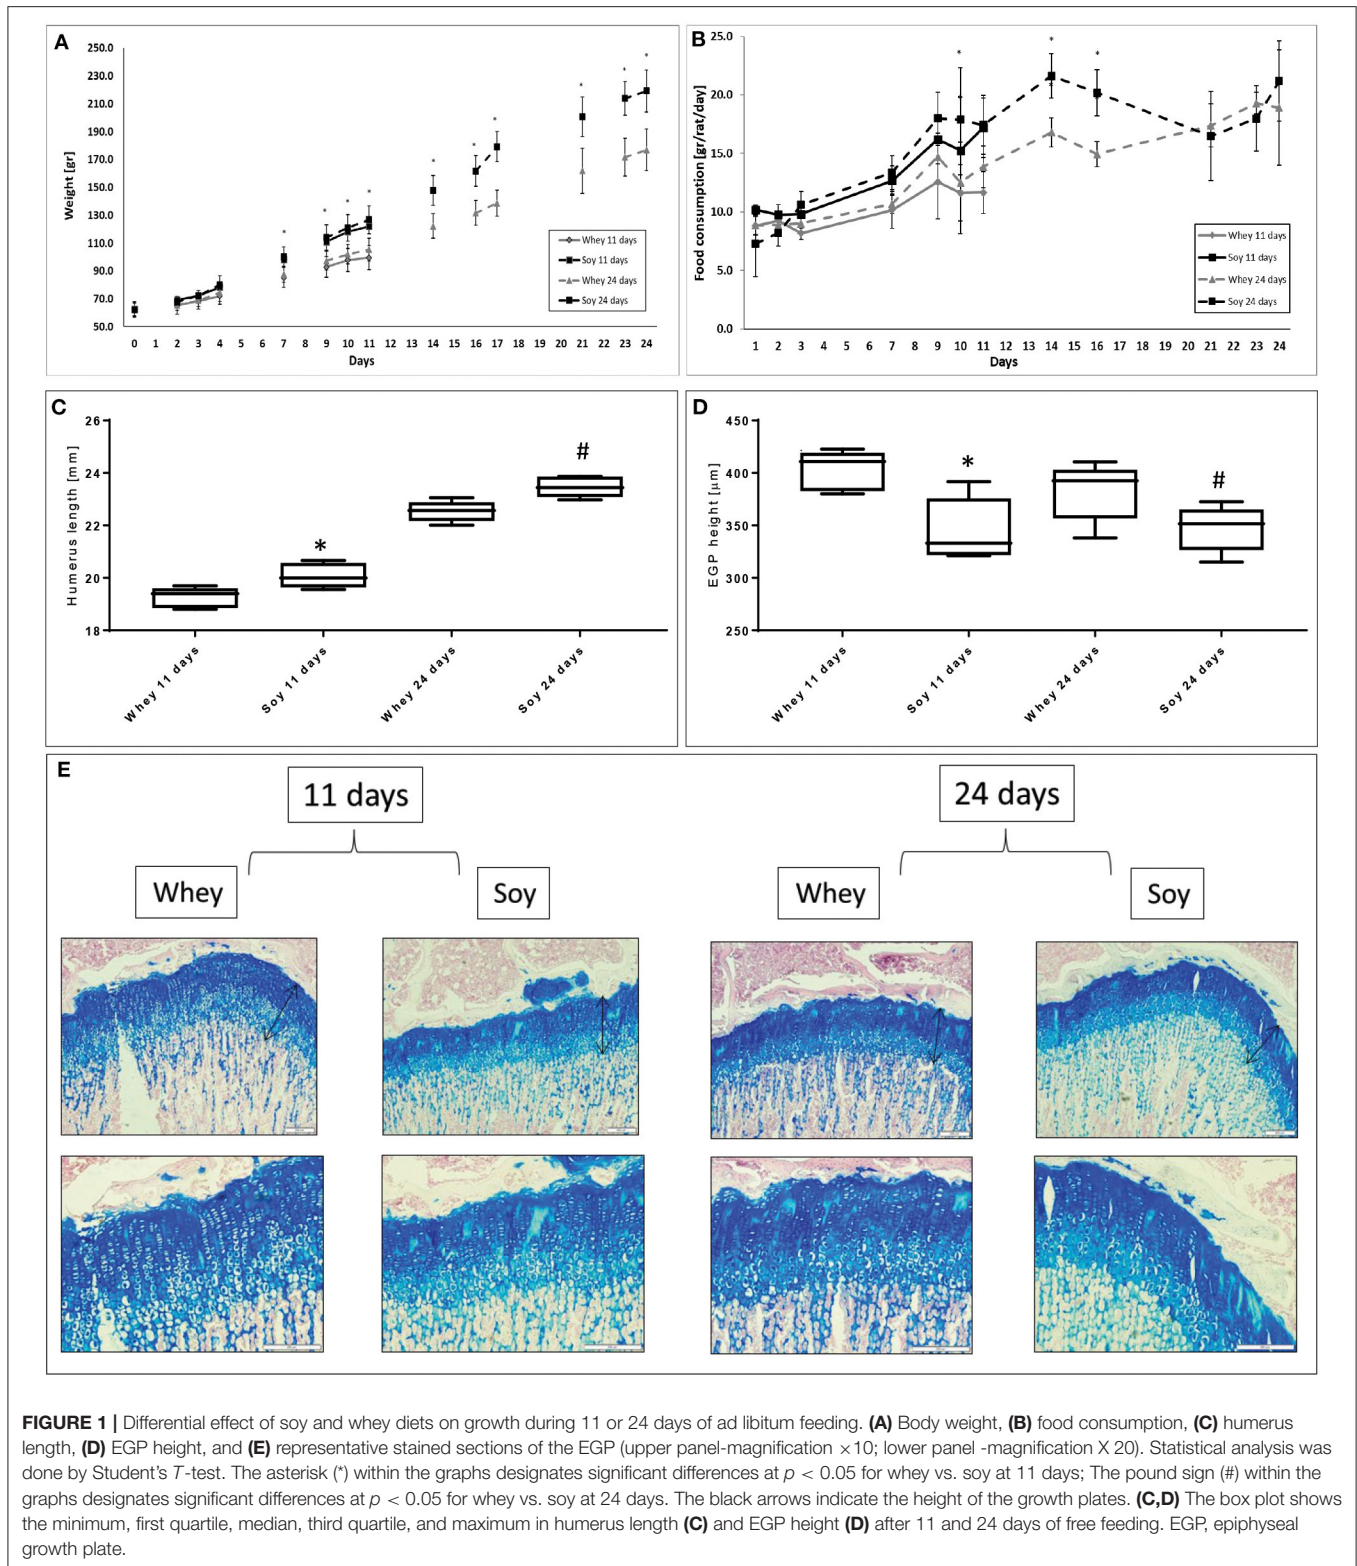 A
250.0
230.0
210.0
190.0
170.0
150.0
130.0
110.0
90.0
70.0
50.0
Weight [gr]
* * * * * * * * * *
Whey 11 days
Soy 11 days
Whey 24 days
Soy 24 days
0 1 2 3 4 5 6 7 8 9 10 11 12 13 14 15 16 17 18 19 20 21 22 23 24
Days
B
25.0
20.0
15.0
10.0
5.0
0.0
Food consumption [gr/rat/day]
* * *
Whey 11 days
Soy 11 days
Whey 24 days
Soy 24 days
1 2 3 4 5 6 7 8 9 10 11 12 13 14 15 16 17 18 19 20 21 22 23 24
Days
C
26
24
22
20
18
Humerus length [mm]
*
#
Whey 11 days
Soy 11 days
Whey 24 days
Soy 24 days
D
450
400
350
300
250
EGP height [µm]
*
#
Whey 11 days
Soy 11 days
Whey 24 days
Soy 24 days
E
11 days
24 days
Whey
Soy
Whey
Soy
FIGURE 1 | Differential effect of soy and whey diets on growth during 11 or 24 days of ad libitum feeding. (A) Body weight, (B) food consumption, (C) humerus
length, (D) EGP height, and (E) representative stained sections of the EGP (upper panel-magnification ×10; lower panel -magnification X 20). Statistical analysis was
done by Student's T-test. The asterisk (*) within the graphs designates significant differences at p < 0.05 for whey vs. soy at 11 days; The pound sign (#) within the
graphs designates significant differences at p < 0.05 for whey vs. soy at 24 days. The black arrows indicate the height of the growth plates. (C,D) The box plot shows
the minimum, first quartile, median, third quartile, and maximum in humerus length (C) and EGP height (D) after 11 and 24 days of free feeding. EGP, epiphyseal
growth plate.